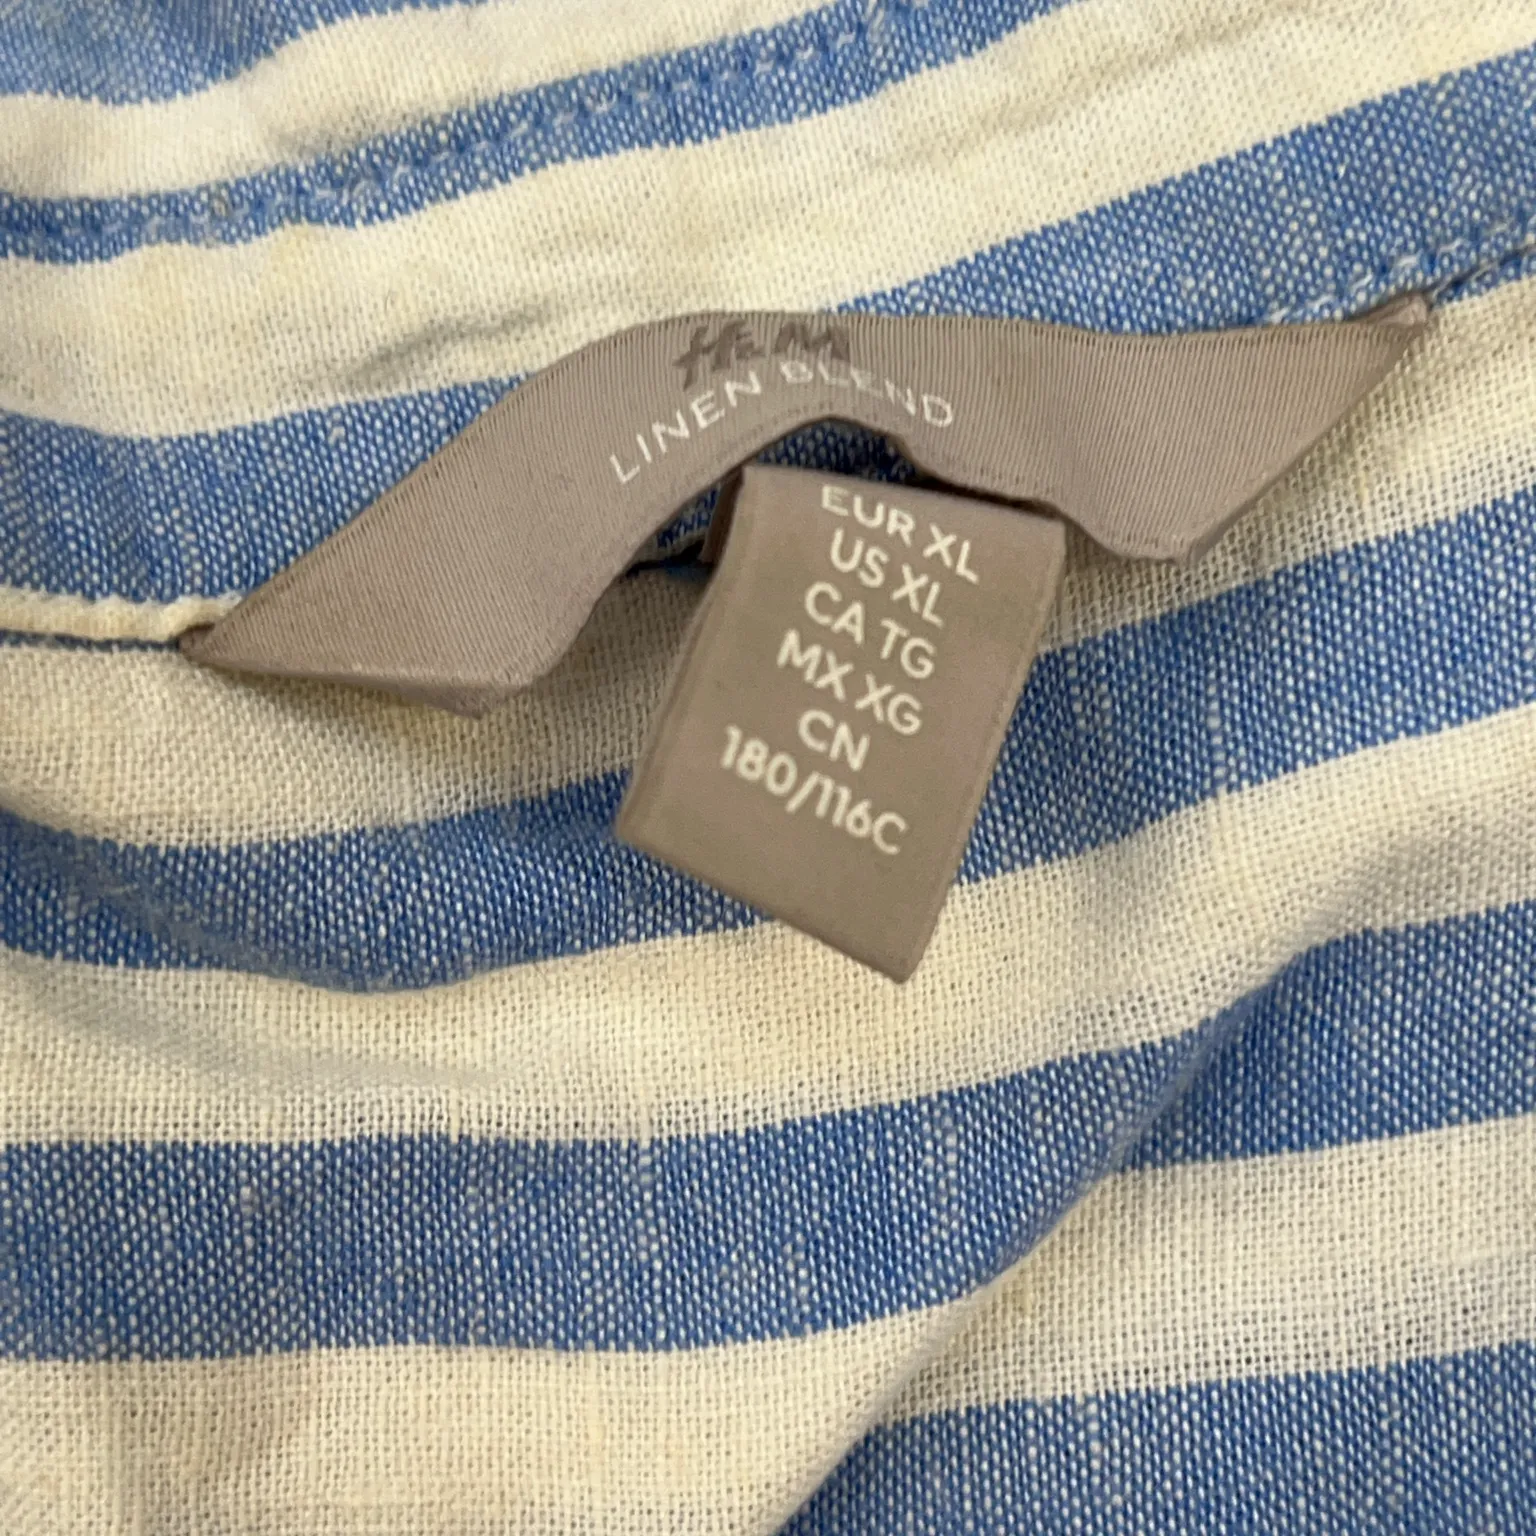 H&M
LINEN BLEND
EUR XL
US XL
CA TG
MX XG
CN
180/116C